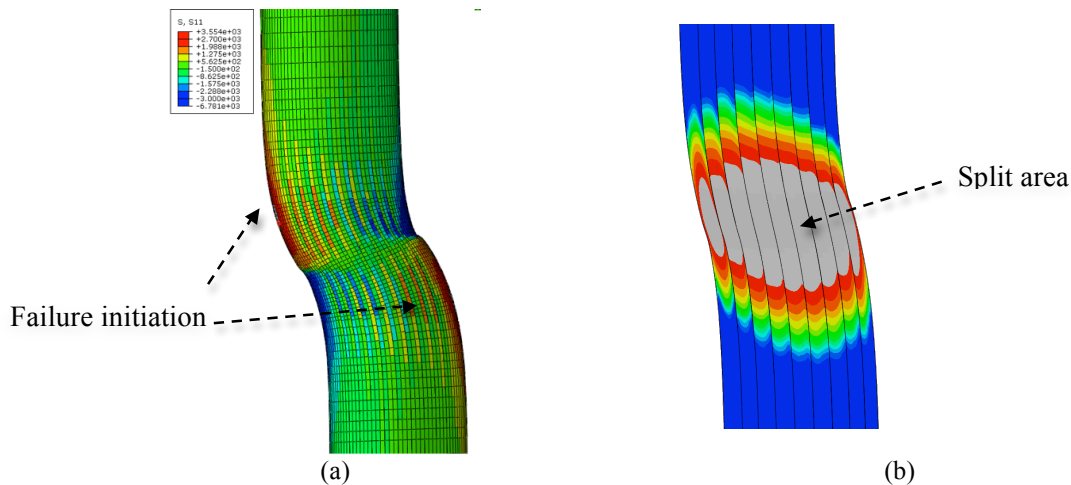 S, S11
+3.554e+03
+2.700e+03
+1.988e+03
+1.275e+03
+5.625e+02
-1.500e+02
-8.625e+02
-1.575e+03
-2.288e+03
-3.000e+03
-6.781e+03
Split area
Failure initiation
(a)
(b)